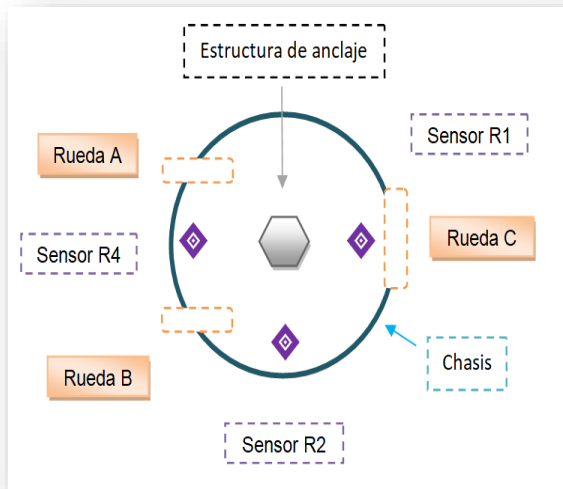 Estructura de anclaje
Sensor R1
Rueda A
Rueda C
Sensor R4
Chasis
Rueda B
Sensor R2